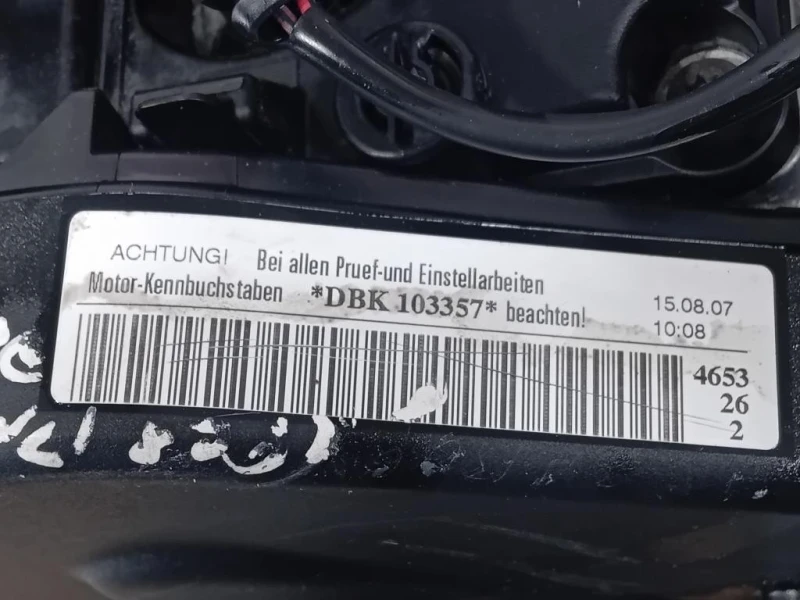 ACHTUNG! Bei allen Pruef-und Einstellarbeiten
Motor-Kennbuchstaben *DBK 103357* beachten!
15.08.07
10:08
4653
26
2